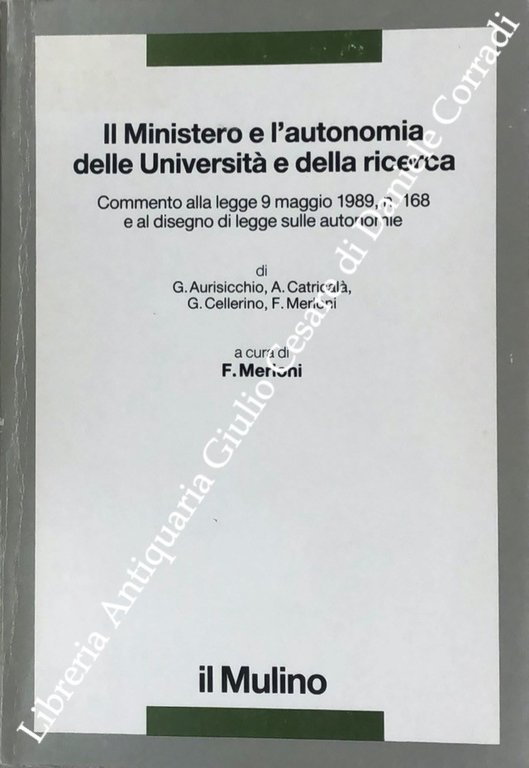 Il Ministero e l'autonomia
delle Università e della ricerca
Commento alla legge 9 maggio 1989, n. 168
e al disegno di legge sulle autonomie
di
G. Aurisicchio, A. Catricalà,
G. Cellerino, F. Merloni
a cura di
F. Merloni
il Mulino
Libreria Antiquaria Giulio Cesare di Daniele Corradi